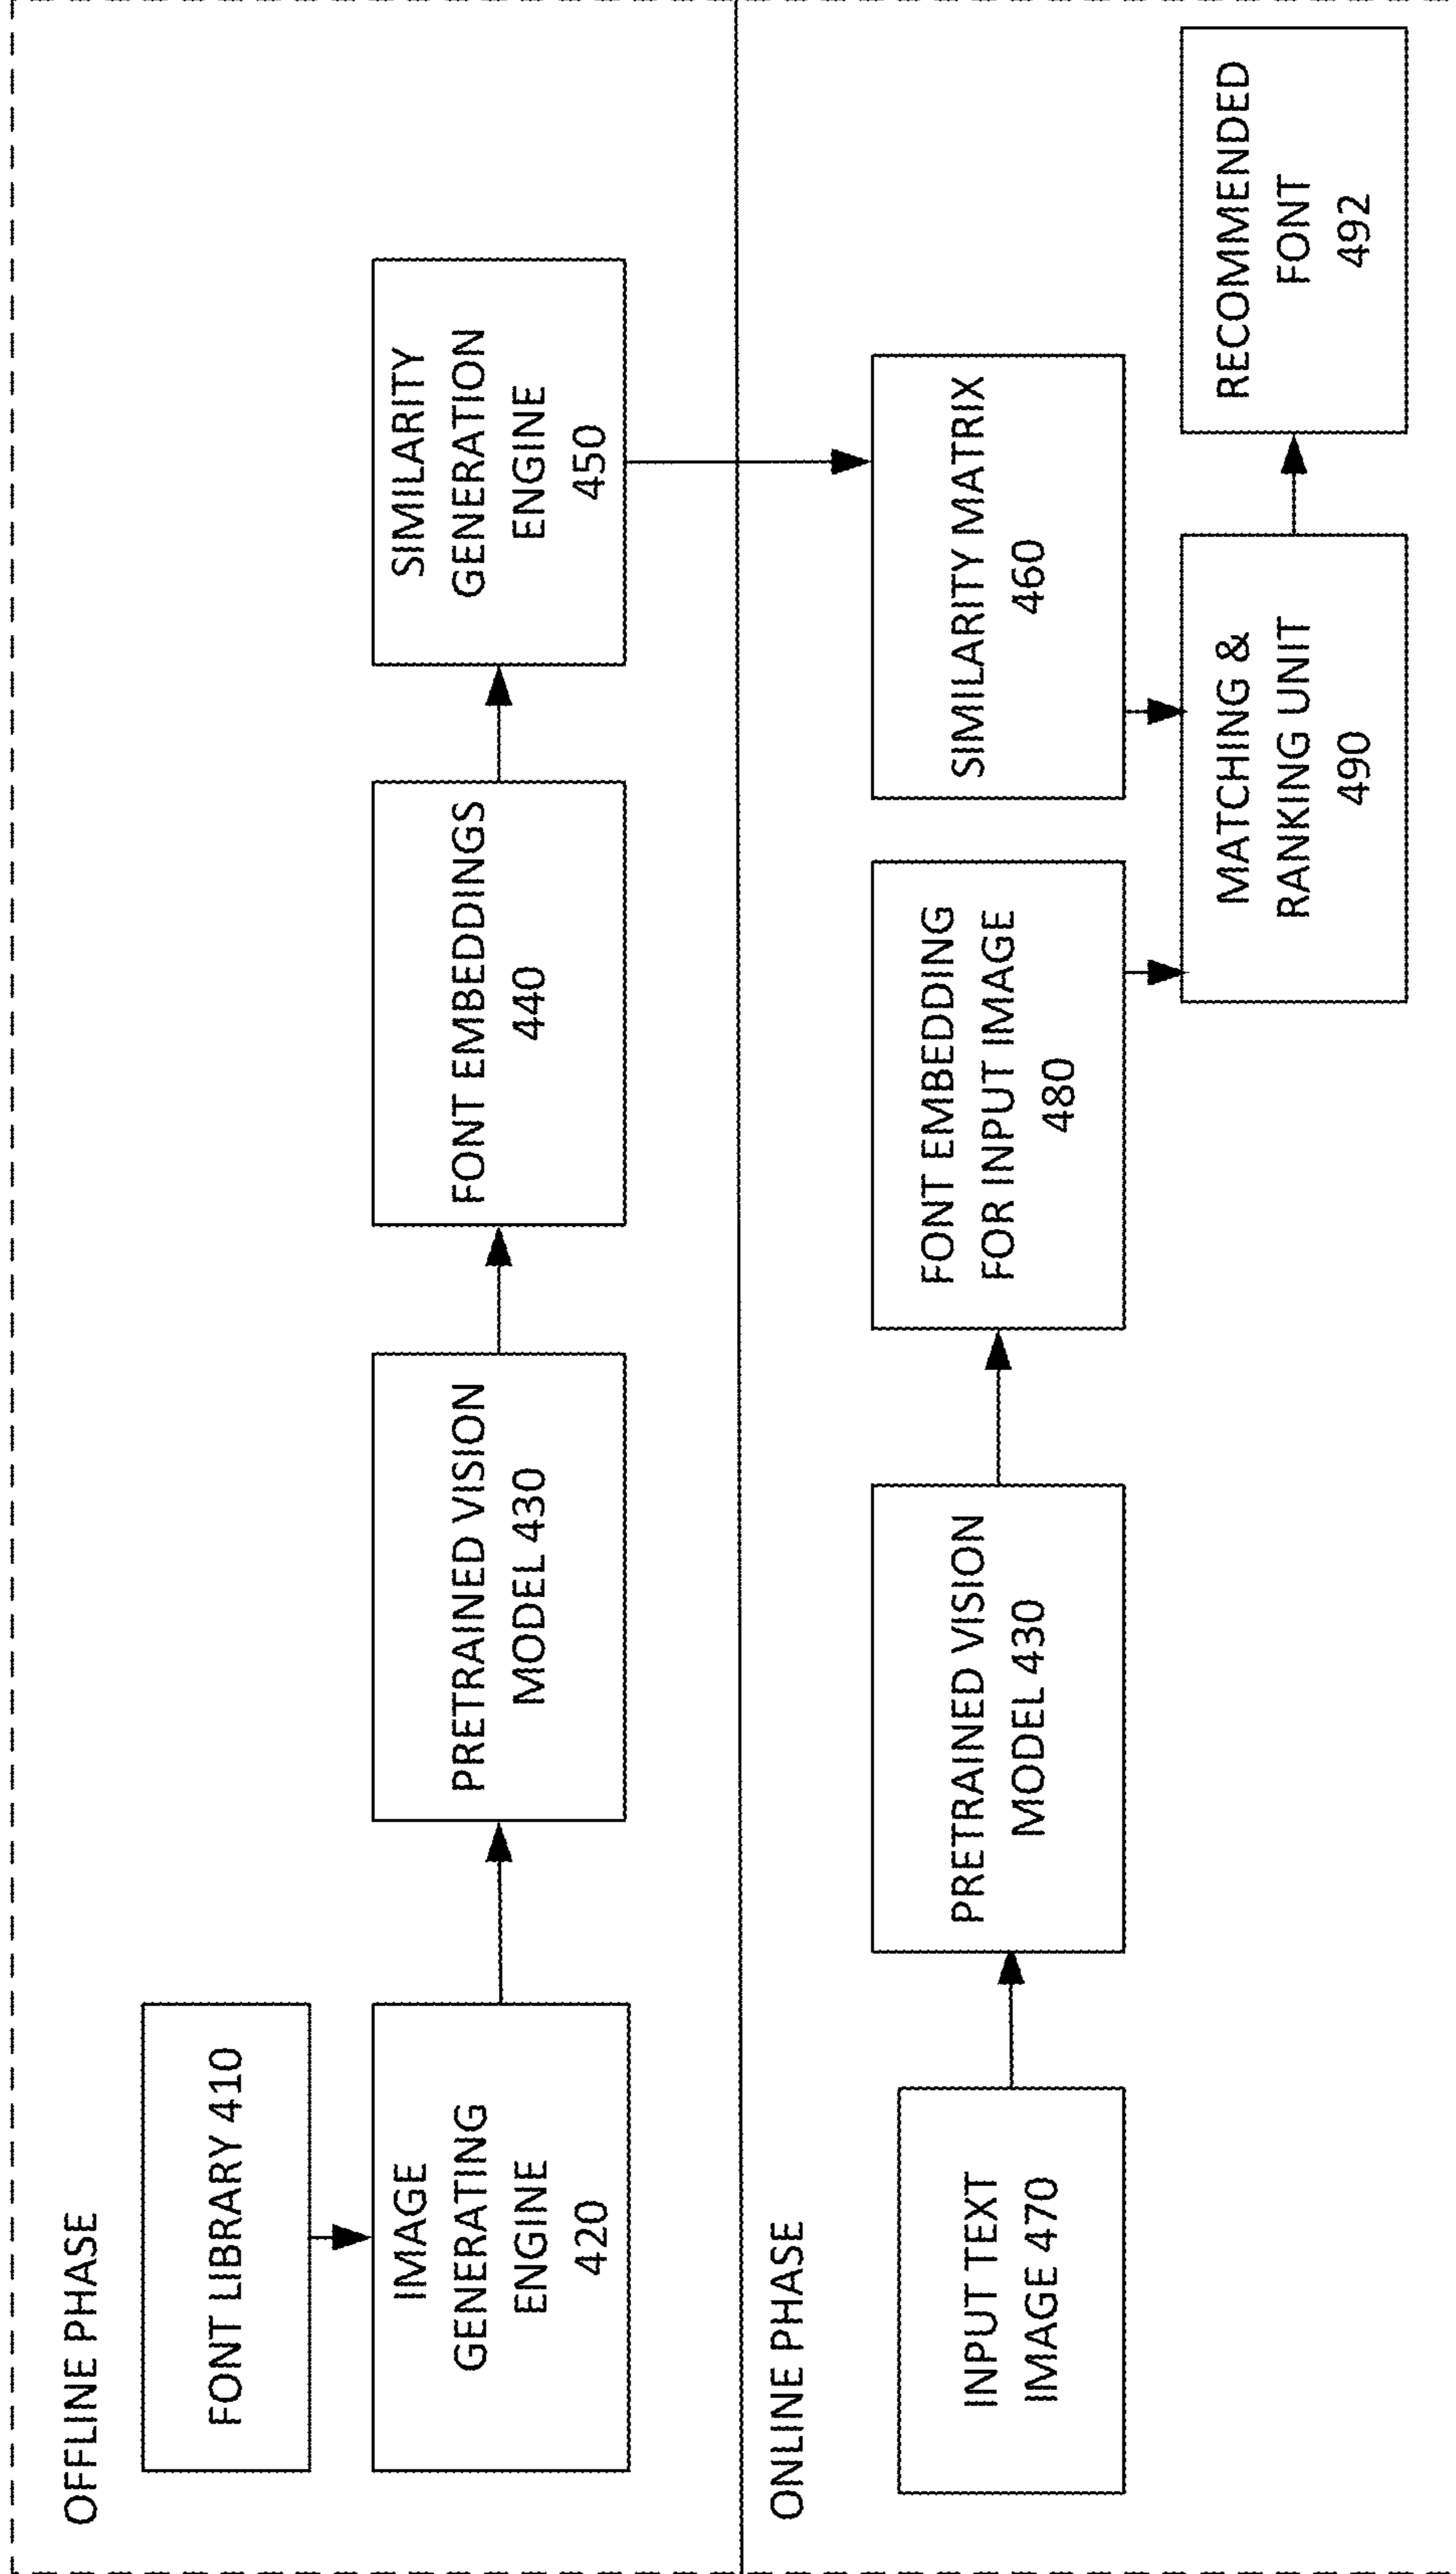 OFFLINE PHASE
FONT LIBRARY 410
IMAGE
GENERATING
ENGINE
420
PRETRAINED VISION
MODEL 430
FONT EMBEDDINGS
440
SIMILARITY
GENERATION
ENGINE
450
ONLINE PHASE
INPUT TEXT
IMAGE 470
PRETRAINED VISION
MODEL 430
FONT EMBEDDING
FOR INPUT IMAGE
480
SIMILARITY MATRIX
460
MATCHING &
RANKING UNIT
490
RECOMMENDED
FONT
492